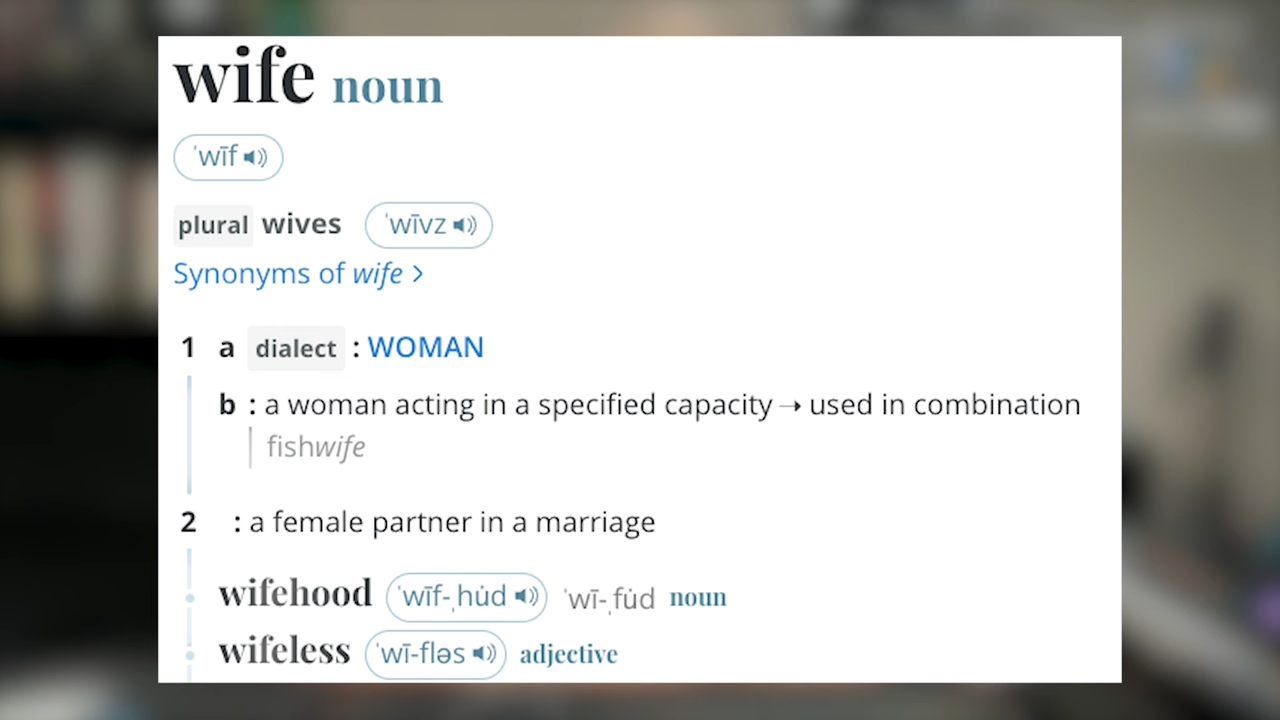 wife noun
ˈwīf
plural wives ˈwīvz
Synonyms of wife >
1 a dialect : WOMAN
b : a woman acting in a specified capacity → used in combination
fishwife
2 : a female partner in a marriage
wifehood ˈwīf-ˌhu̇d ˈwī-ˌfu̇d noun
wifeless ˈwī-fləs adjective